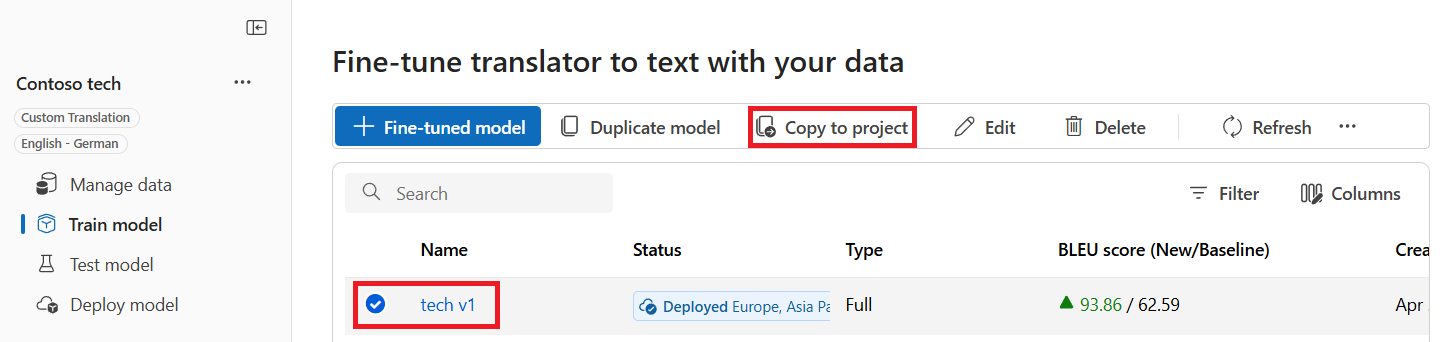 Fine-tune translator to text with your data
Contoso tech ...
Custom Translation
English - German
Manage data
Train model
Test model
Deploy model
+ Fine-tuned model Duplicate model Copy to project Edit Delete Refresh ...
Search Filter Columns
Name Status Type BLEU score (New/Baseline) Crea
tech v1 Deployed Europe, Asia Pa Full 93.86 / 62.59 Apr